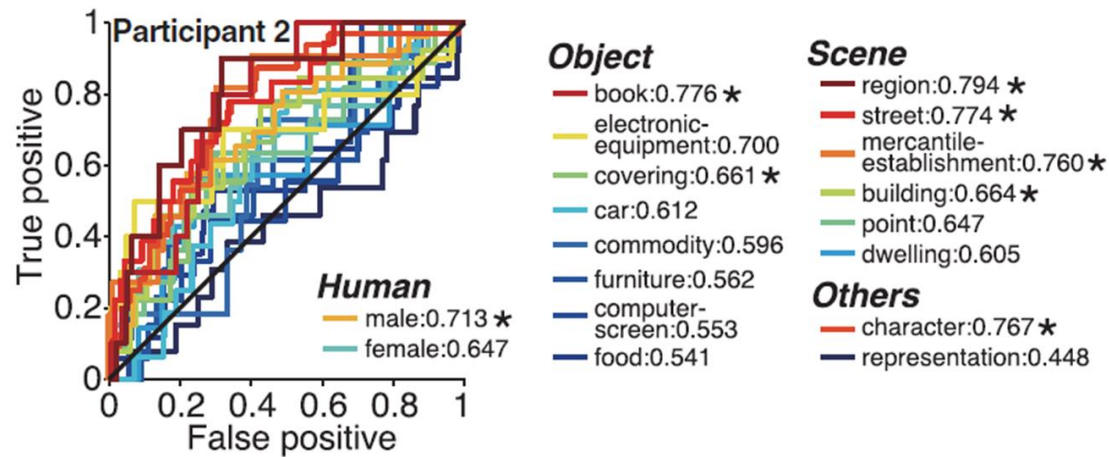 Participant 2
True positive
1
0.8
0.6
0.4
0.2
0
0 0.2 0.4 0.6 0.8 1
False positive
Human
male:0.713 *
female:0.647
Object
book:0.776 *
electronic-
equipment:0.700
covering:0.661 *
car:0.612
commodity:0.596
furniture:0.562
computer-
screen:0.553
food:0.541
Scene
region:0.794 *
street:0.774 *
mercantile-
establishment:0.760 *
building:0.664 *
point:0.647
dwelling:0.605
Others
character:0.767 *
representation:0.448